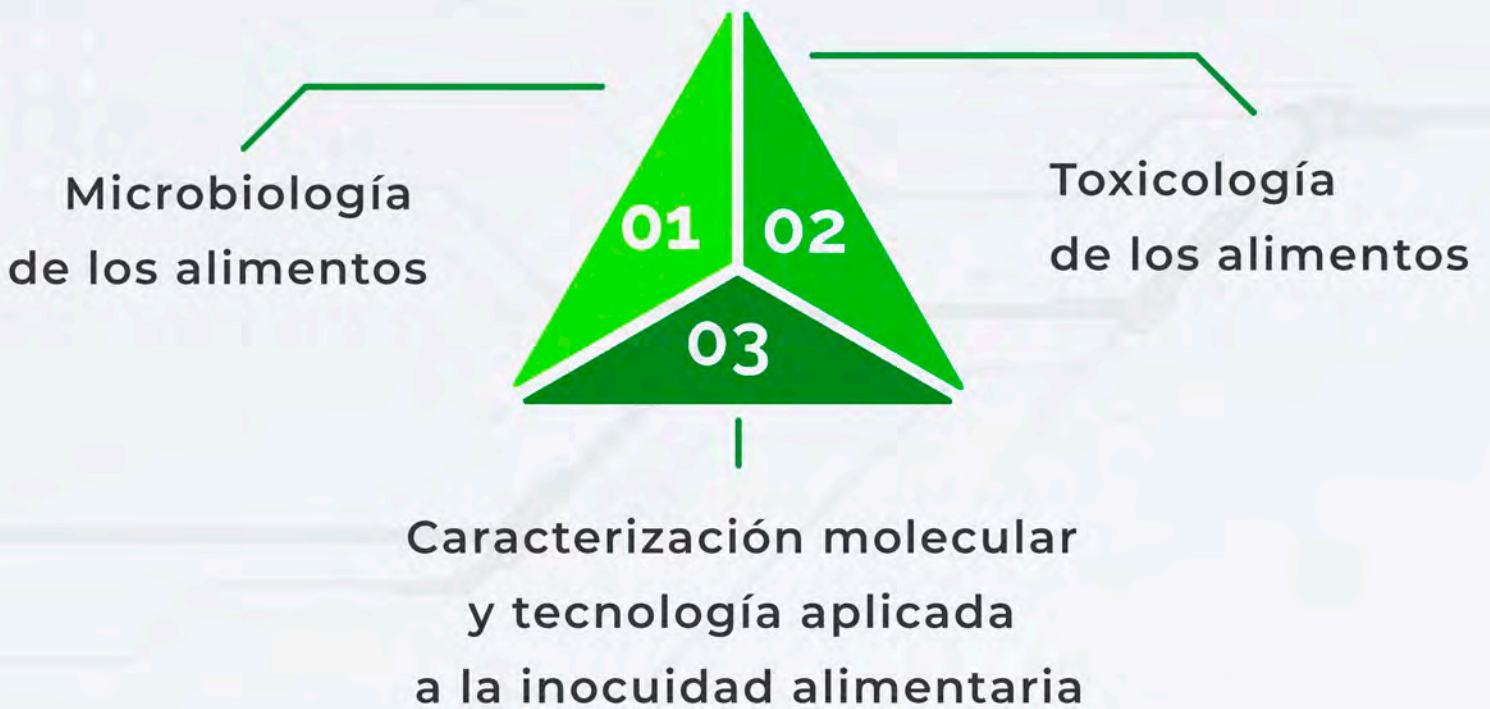 Microbiología
de los alimentos
01
02
Toxicología
de los alimentos
03
Caracterización molecular
y tecnología aplicada
a la inocuidad alimentaria